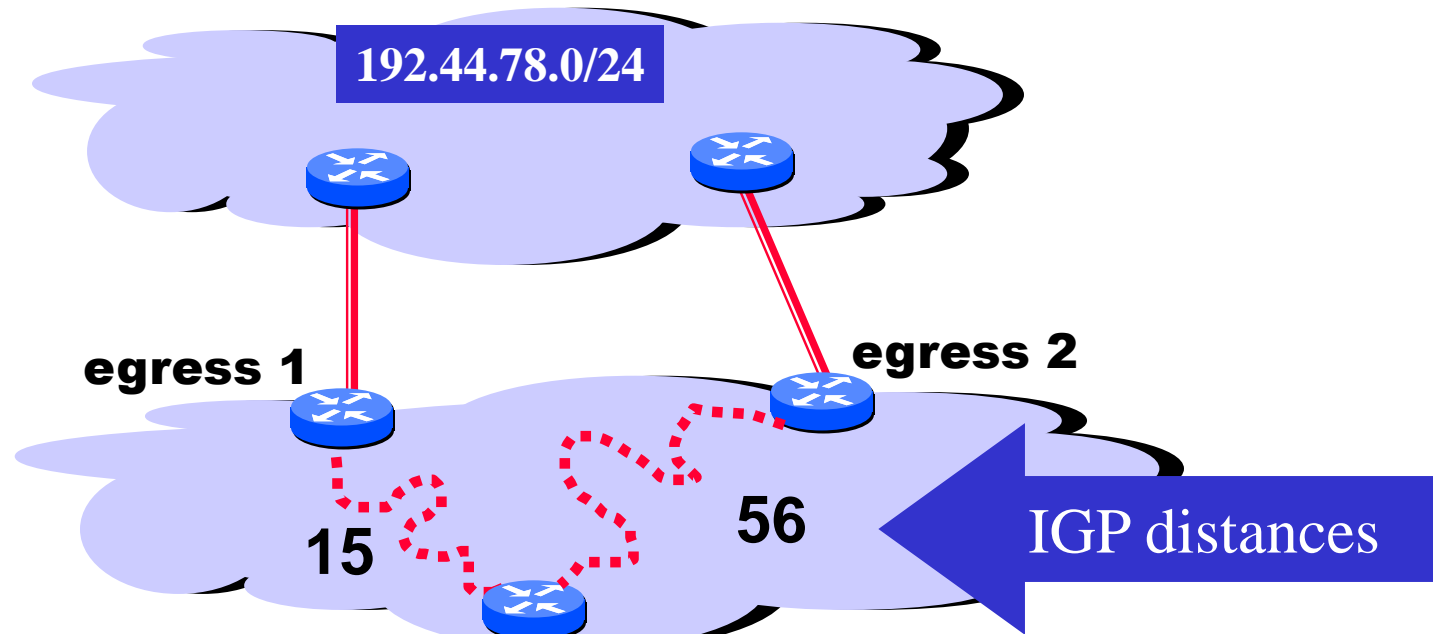 192.44.78.0/24
egress 1
egress 2
15
56
IGP distances